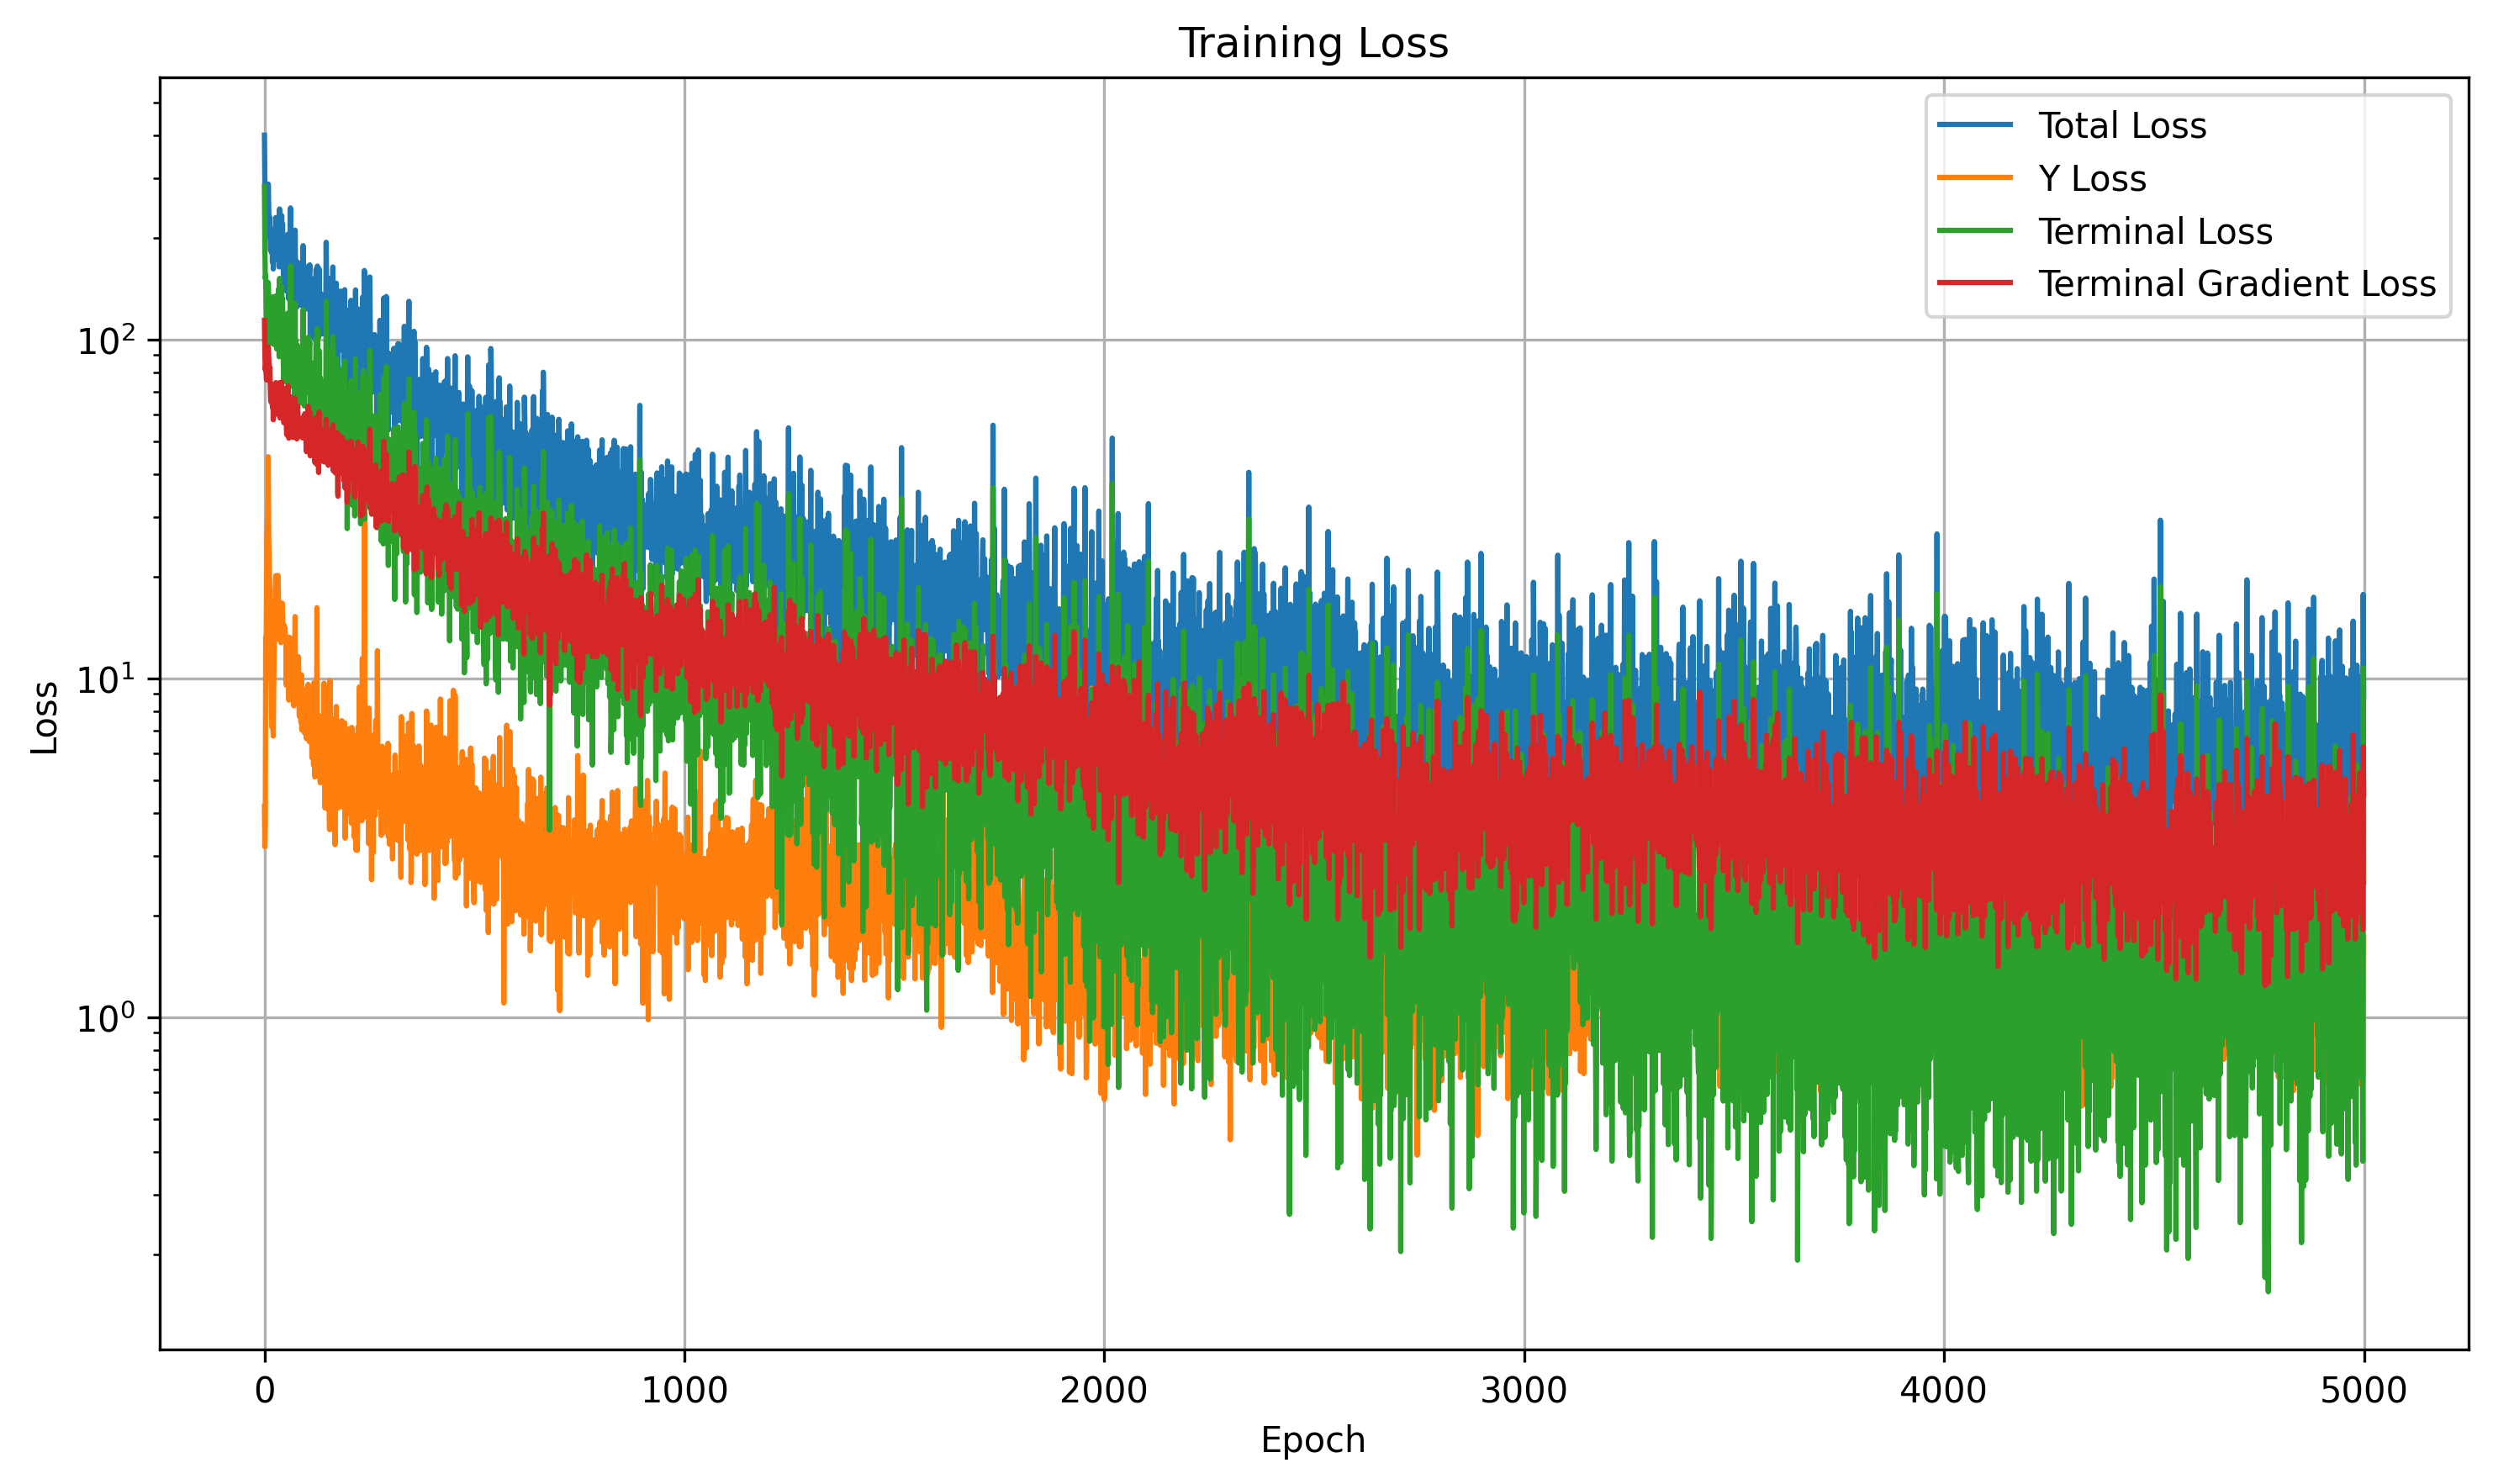 Training Loss
Total Loss
Y Loss
Terminal Loss
Terminal Gradient Loss
Loss
10²
10¹
10⁰
0 1000 2000 3000 4000 5000
Epoch